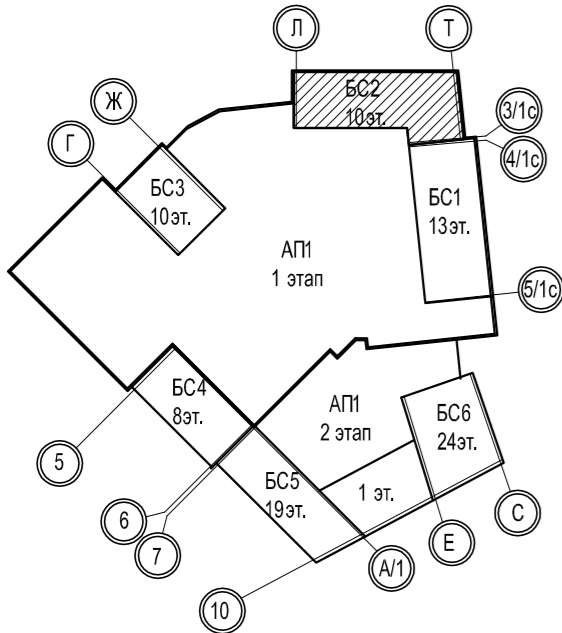 Л
Т
БС2
10эт.
Ж
3/1с
Г
4/1с
БС3
10эт.
БС1
13эт.
АП1
1 этап
5/1с
БС4
8эт.
АП1
2 этап
БС6
24эт.
5
БС5
19эт.
1 эт.
6
С
Е
7
А/1
10